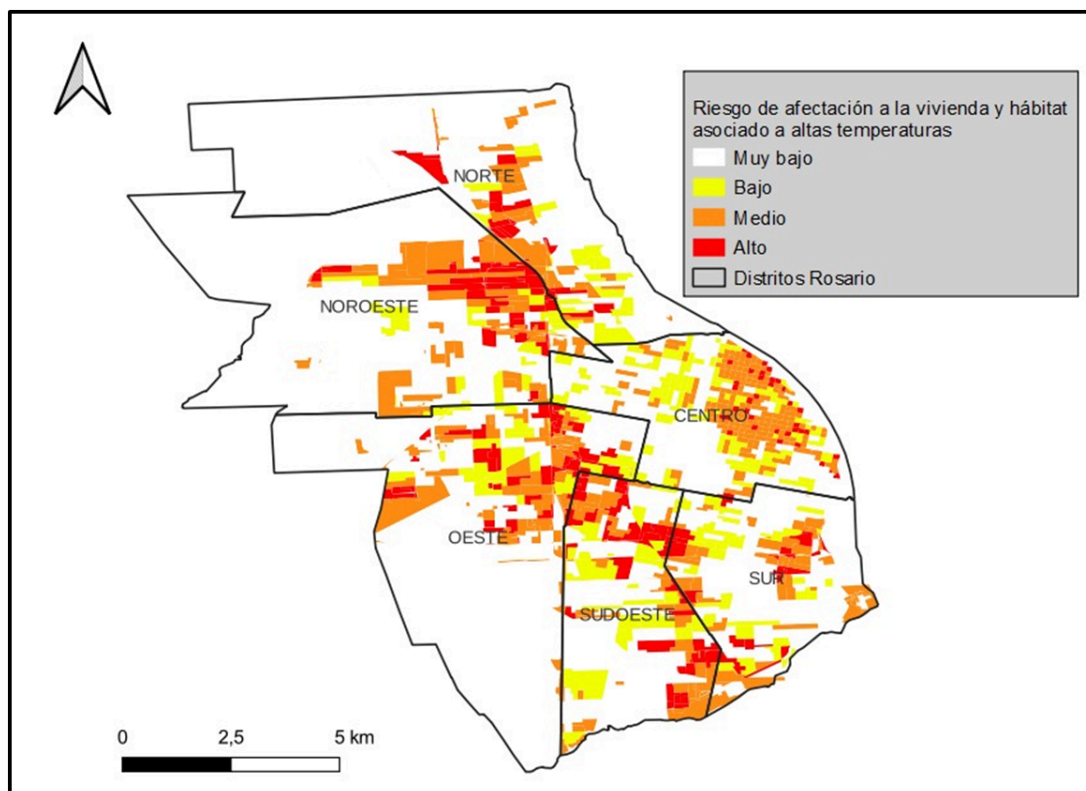 Riesgo de afectación a la vivienda y hábitat
asociado a altas temperaturas
Muy bajo
Bajo
Medio
Alto
Distritos Rosario
NORTE
NOROESTE
CENTRO
OESTE
SUR
SUDOESTE
0 2,5 5 km